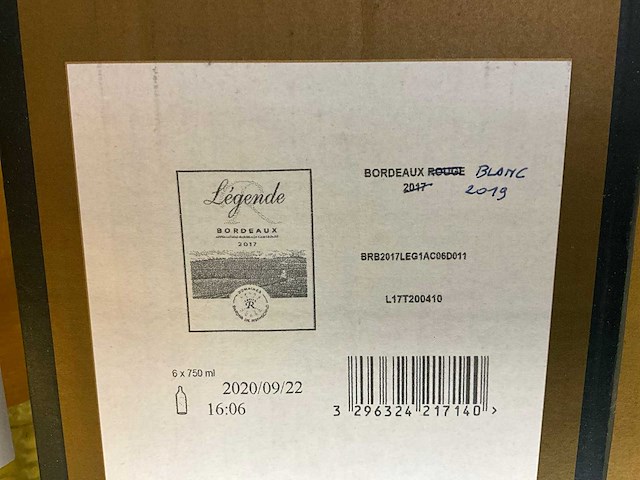 Légende
R
BORDEAUX
2017
DOMAINES
R
BORDEAUX ROUGE BLANC
2017 2019
BRB2017LEG1AC06D011
L17T200410
6 x 750 ml
2020/09/22
16:06
3 296324 217140 >